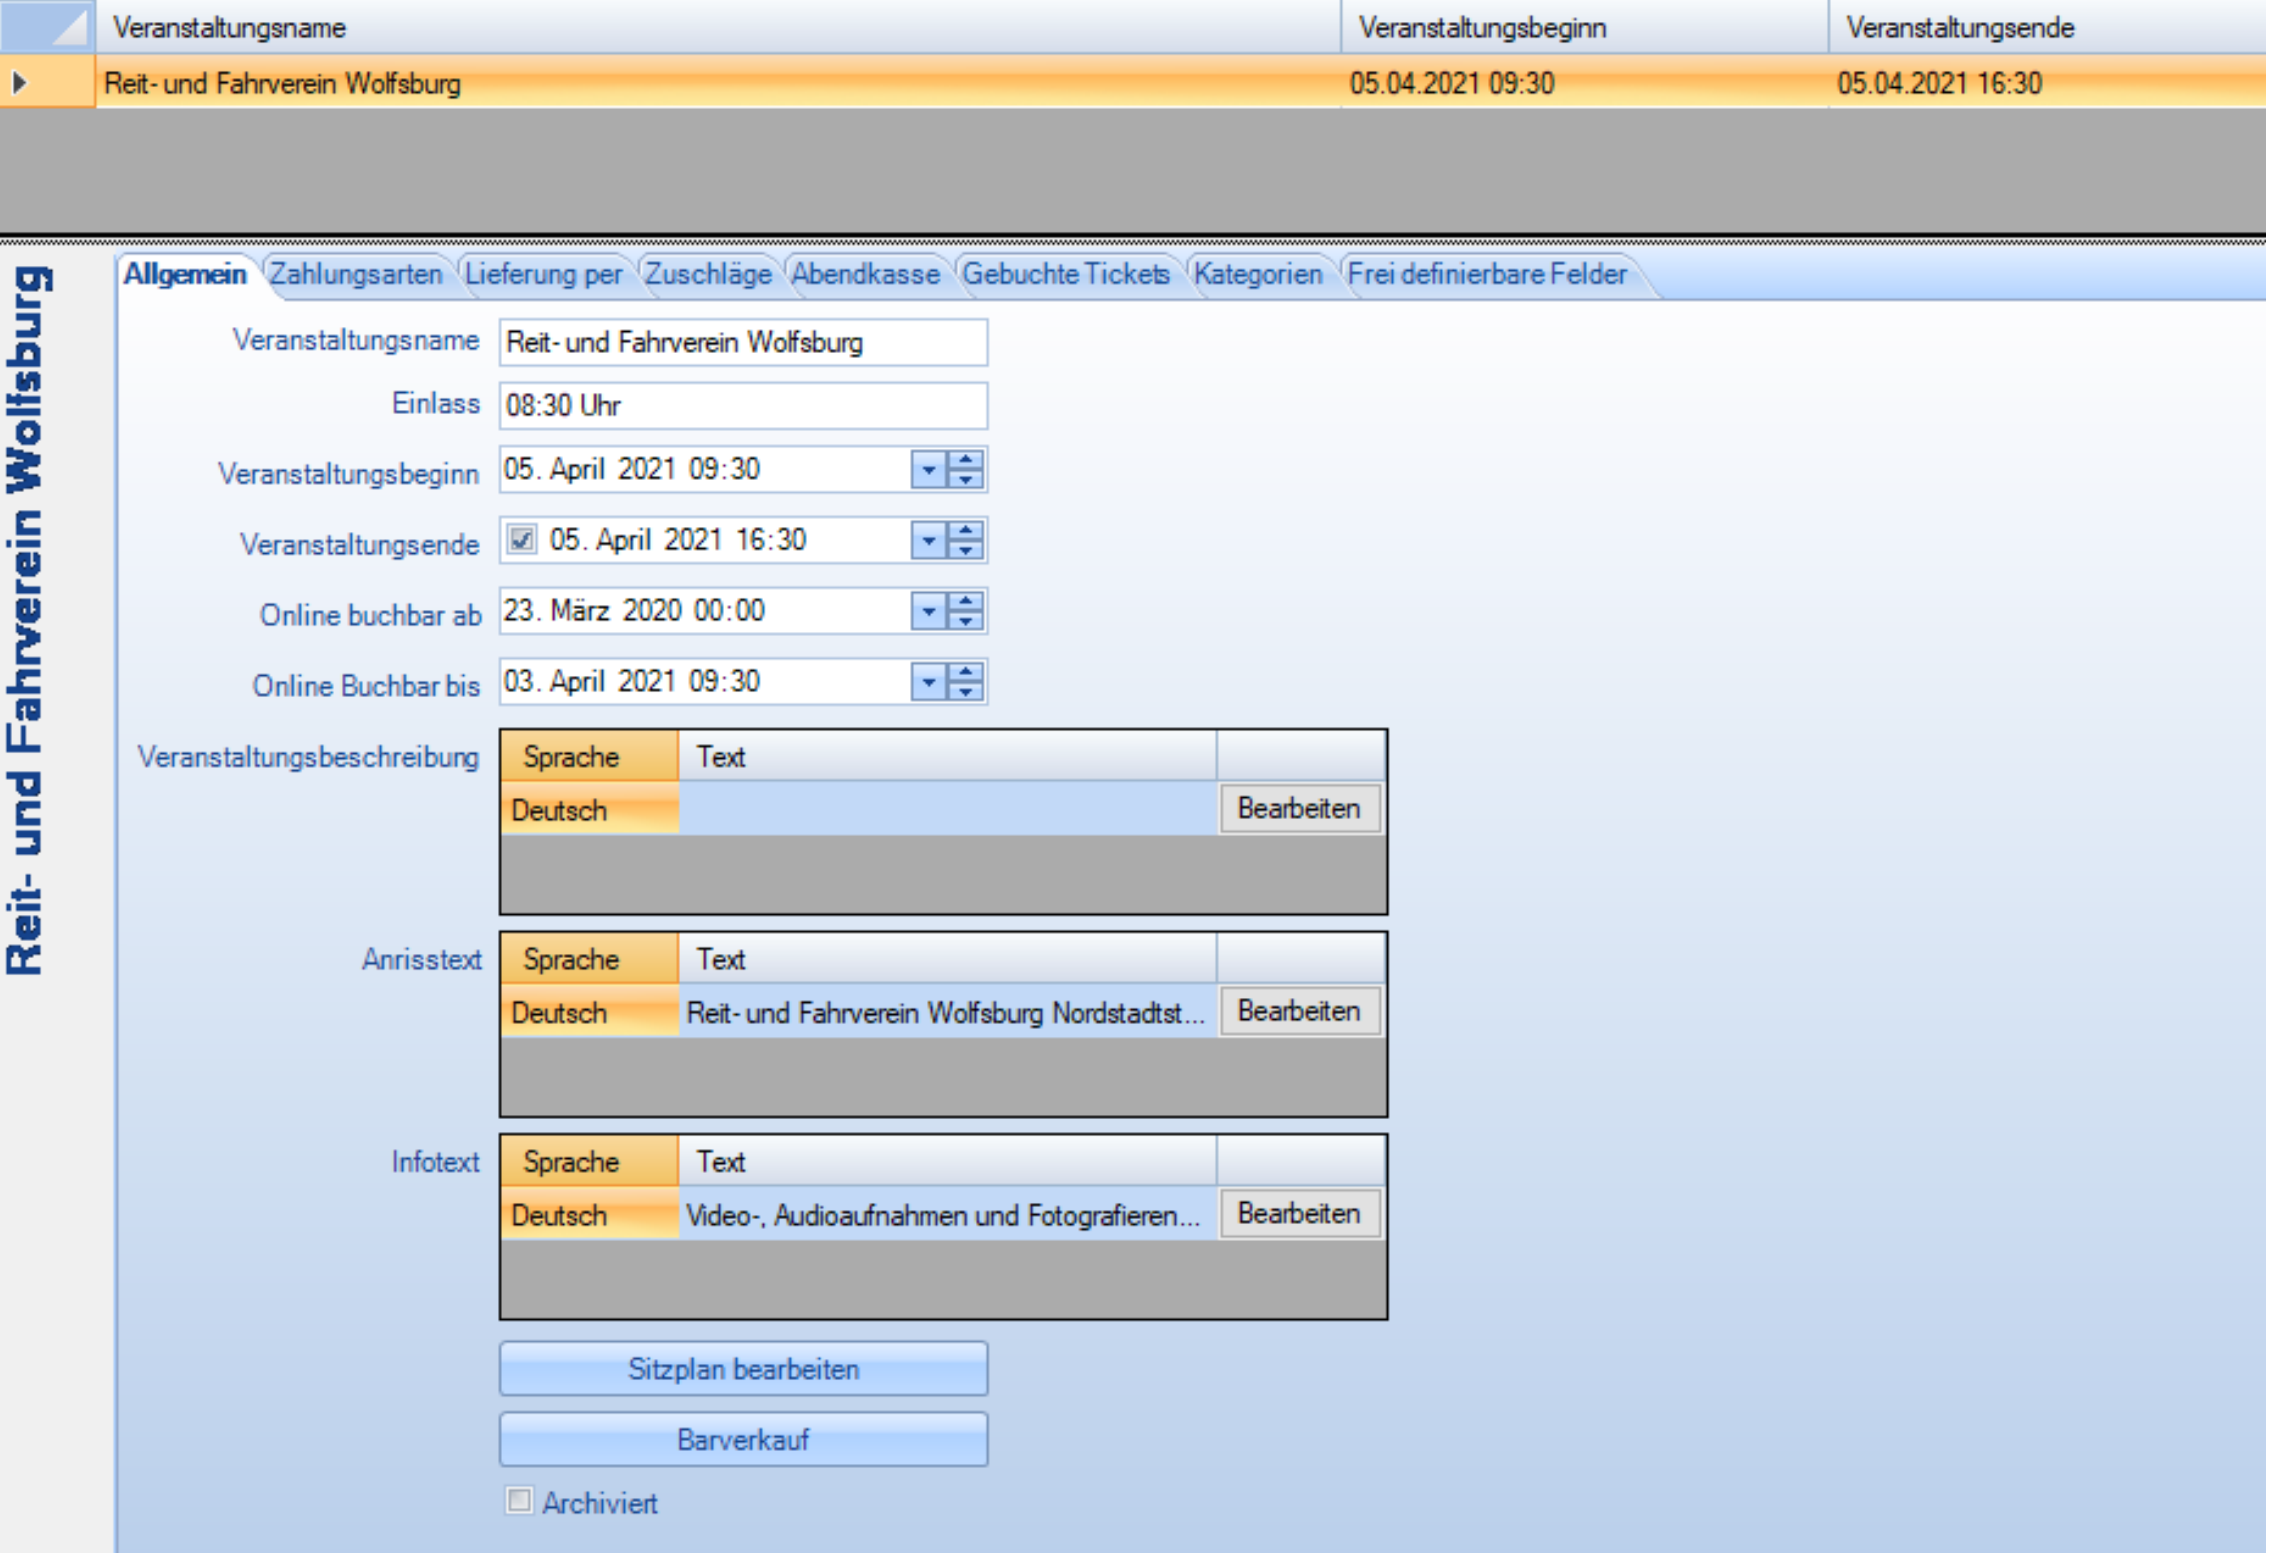 Veranstaltungsname Veranstaltungsbeginn Veranstaltungsende
Reit- und Fahrverein Wolfsburg 05.04.2021 09:30 05.04.2021 16:30
Reit- und Fahrverein Wolfsburg
Allgemein Zahlungsarten Lieferung per Zuschläge Abendkasse Gebuchte Tickets Kategorien Frei definierbare Felder
Veranstaltungsname Reit- und Fahrverein Wolfsburg
Einlass 08:30 Uhr
Veranstaltungsbeginn 05. April 2021 09:30
Veranstaltungsende 05. April 2021 16:30
Online buchbar ab 23. März 2020 00:00
Online Buchbar bis 03. April 2021 09:30
Veranstaltungsbeschreibung Sprache Text
Deutsch Bearbeiten
Anrisstext Sprache Text
Deutsch Reit- und Fahrverein Wolfsburg Nordstadtst... Bearbeiten
Infotext Sprache Text
Deutsch Video-, Audioaufnahmen und Fotografieren... Bearbeiten
Sitzplan bearbeiten
Barverkauf
Archiviert